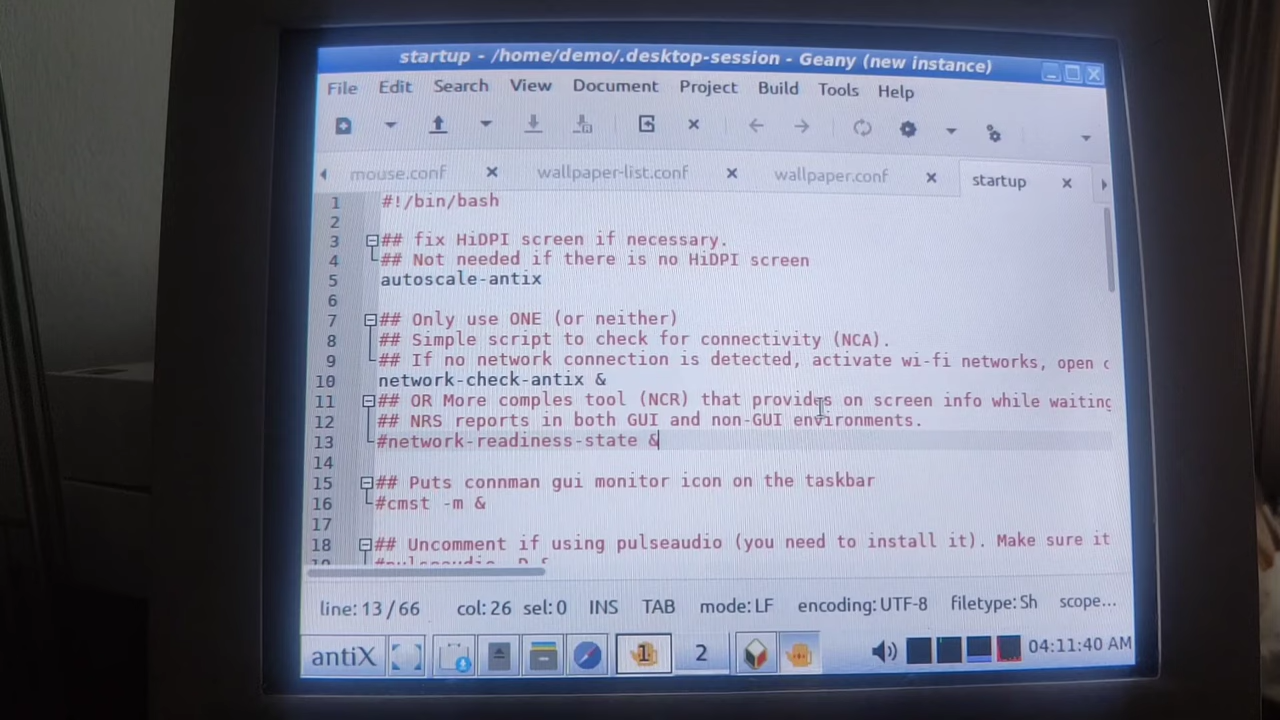 startup - /home/demo/.desktop-session - Geany (new instance)
File Edit Search View Document Project Build Tools Help
mouse.conf wallpaper-list.conf wallpaper.conf startup
1 #!/bin/bash
2
3 ## fix HiDPI screen if necessary.
4 ## Not needed if there is no HiDPI screen
5 autoscale-antix
6
7 ## Only use ONE (or neither)
8 ## Simple script to check for connectivity (NCA).
9 ## If no network connection is detected, activate wi-fi networks, open
10 network-check-antix &
11 ## OR More comples tool (NCR) that provides on screen info while waiting
12 ## NRS reports in both GUI and non-GUI environments.
13 #network-readiness-state &
14
15 ## Puts connman gui monitor icon on the taskbar
16 #cmst -m &
17
18 ## Uncomment if using pulseaudio (you need to install it). Make sure it
line: 13 / 66 col: 26 sel: 0 INS TAB mode: LF encoding: UTF-8 filetype: Sh scope...
antiX 1 2 04:11:40 AM